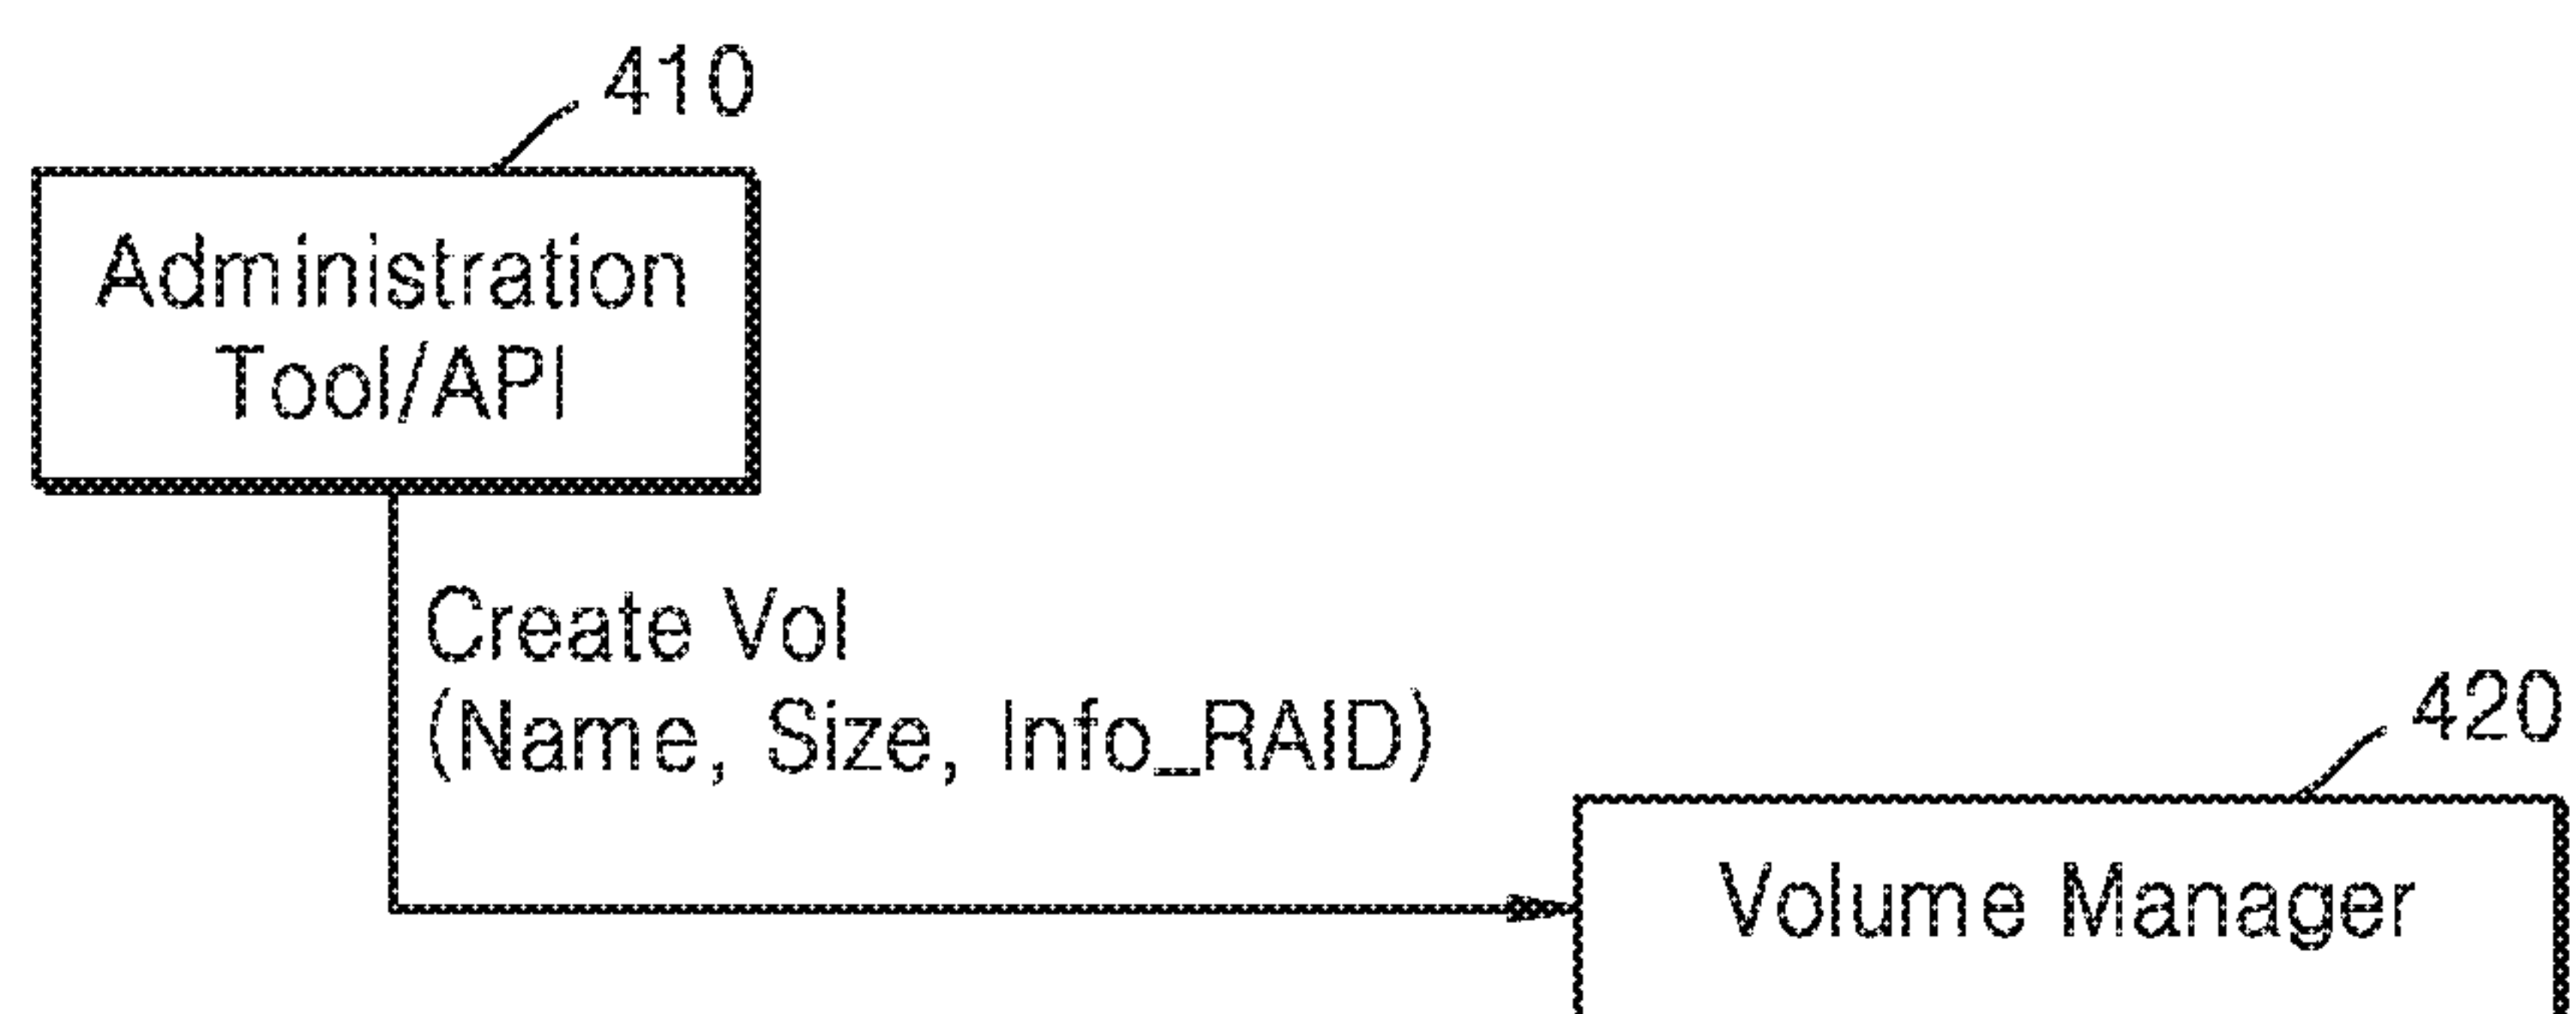 410
Administration
Tool/API
Create Vol
(Name, Size, Info_RAID)
420
Volume Manager